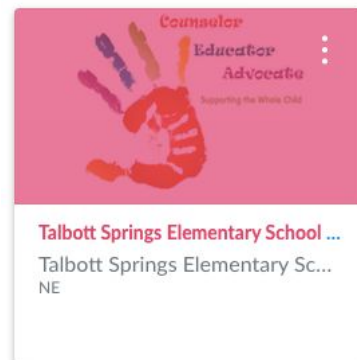 Counselor
Educator
Advocate
Supporting the Whole Child
Talbott Springs Elementary School ...
Talbott Springs Elementary Sc...
NE